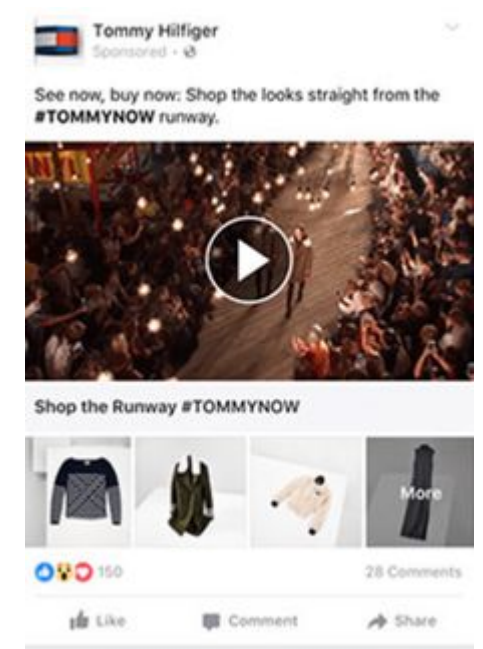 Tommy Hilfiger
Sponsored ·
See now, buy now: Shop the looks straight from the
#TOMMYNOW runway.
Shop the Runway #TOMMYNOW
More
150
28 Comments
Like
Comment
Share